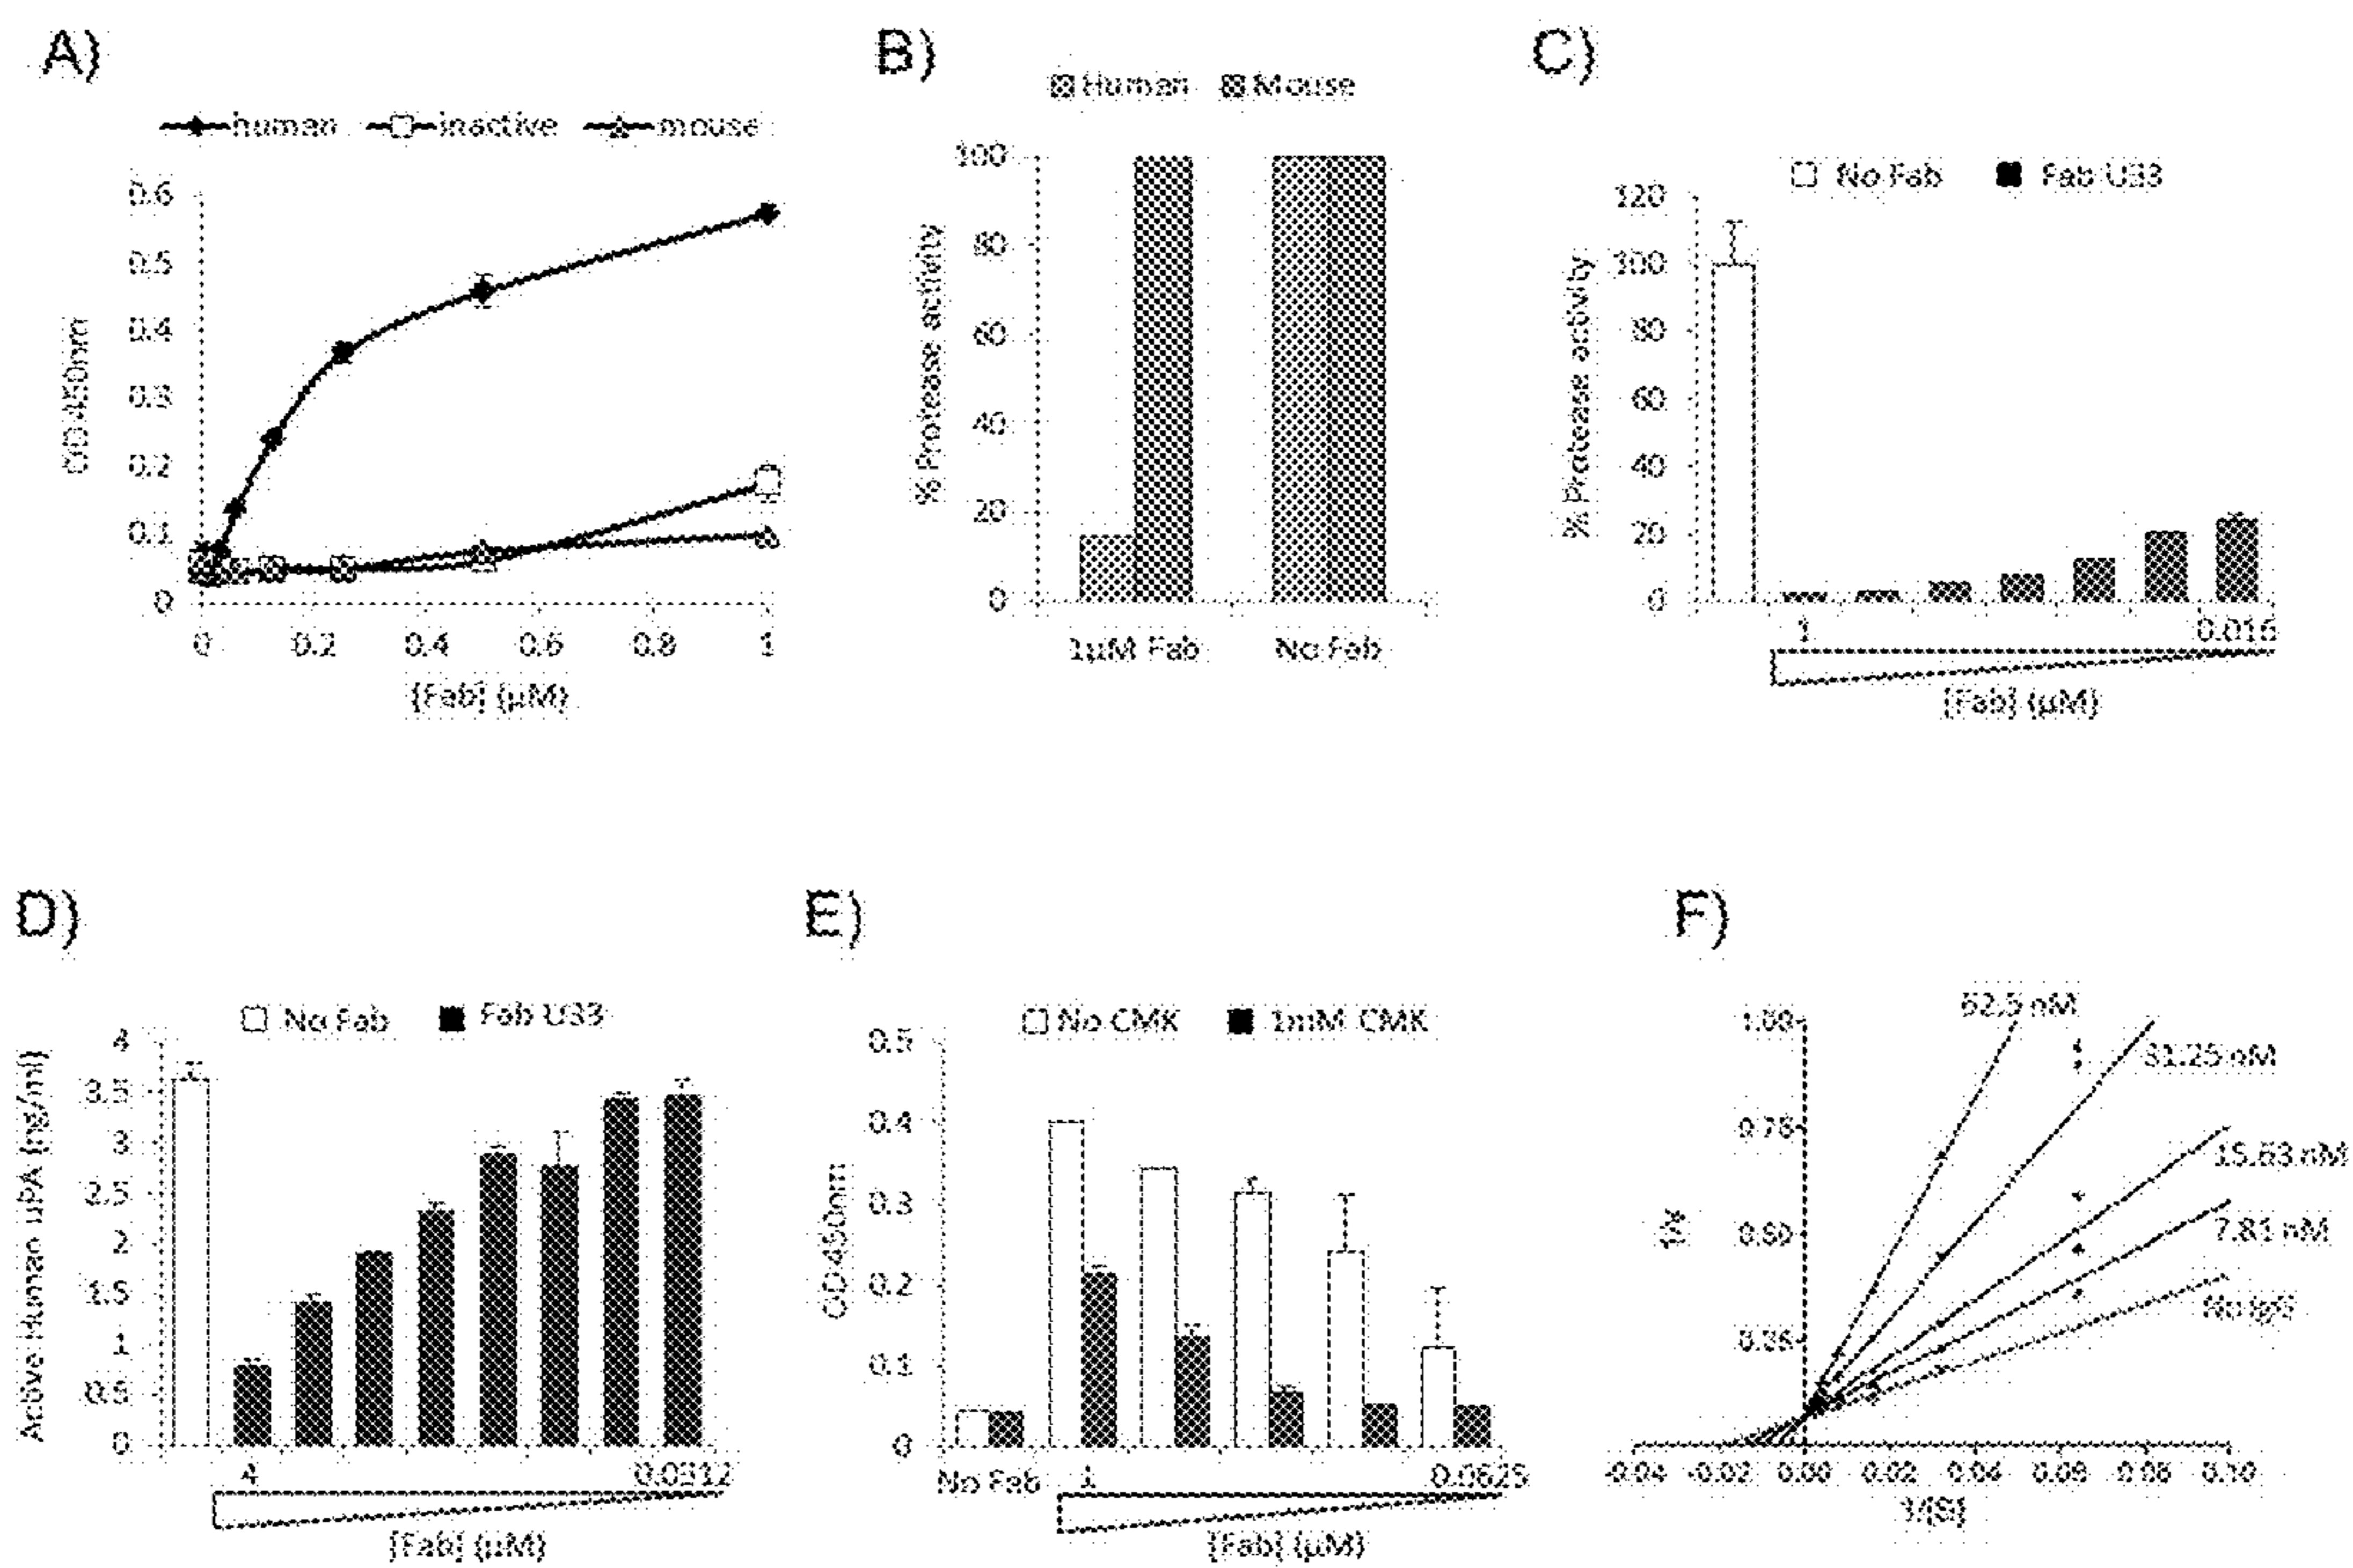 A)
human inactive mouse
OD 450nm
0.6
0.5
0.4
0.3
0.2
0.1
0
0 0.2 0.4 0.6 0.8 1
[Fab] (µM)
B)
Human Mouse
% Protease activity
100
80
60
40
20
0
1µM Fab No Fab
C)
No Fab Fab U33
% Protease activity
120
100
80
60
40
20
0
1 0.016
[Fab] (µM)
D)
No Fab Fab U33
Active Human uPA (ng/ml)
4
3.5
3
2.5
2
1.5
1
0.5
0
4 0.0312
[Fab] (µM)
E)
No CMK 1mM CMK
OD 450nm
0.5
0.4
0.3
0.2
0.1
0
No Fab 1 0.0625
[Fab] (µM)
F)
62.5 nM
31.25 nM
15.63 nM
7.81 nM
No IgG
1/v
1.00
0.75
0.50
0.25
-0.04 -0.02 0.00 0.02 0.04 0.08 0.10
1/[S]